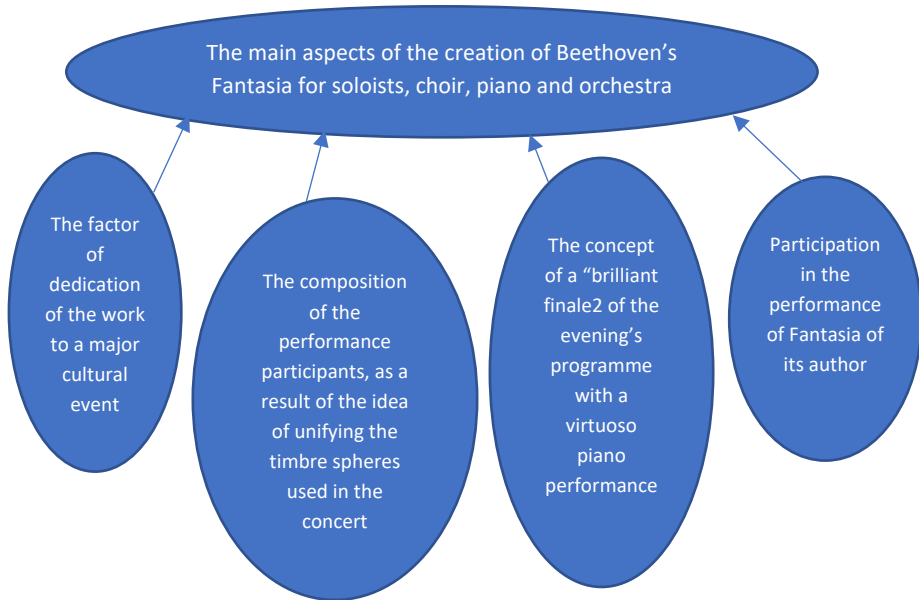 The main aspects of the creation of Beethoven’s
Fantasia for soloists, choir, piano and orchestra
The factor
of
dedication
of the work
to a major
cultural
event
The composition
of the
performance
participants, as a
result of the idea
of unifying the
timbre spheres
used in the
concert
The concept
of a “brilliant
finale2 of the
evening’s
programme
with a
virtuoso
piano
performance
Participation
in the
performance
of Fantasia of
its author